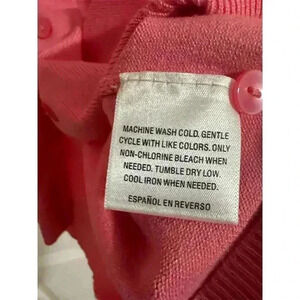 MACHINE WASH COLD. GENTLE
CYCLE WITH LIKE COLORS. ONLY
NON-CHLORINE BLEACH WHEN
NEEDED. TUMBLE DRY LOW.
COOL IRON WHEN NEEDED.
ESPAÑOL EN REVERSO